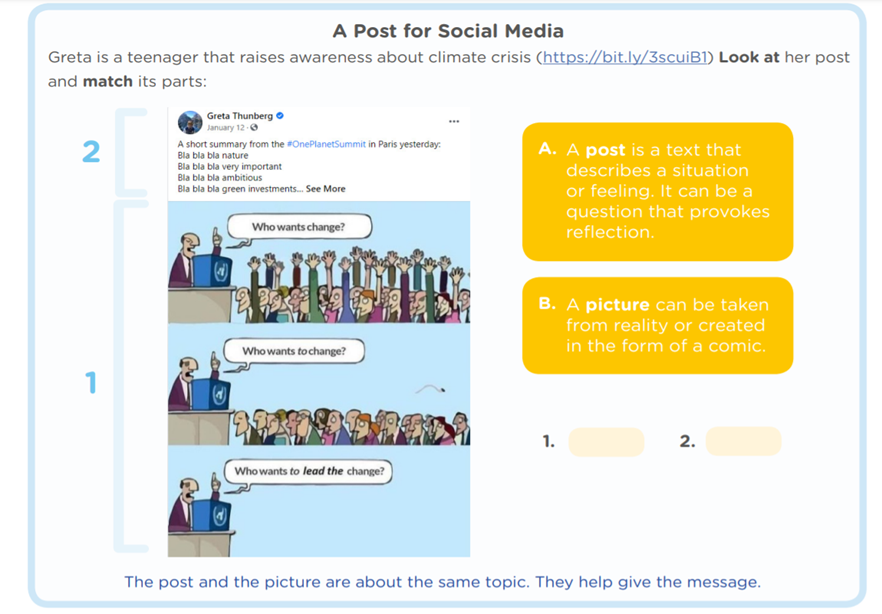 A Post for Social Media
Greta is a teenager that raises awareness about climate crisis (https://bit.ly/3scuiB1) Look at her post
and match its parts:
2
Greta Thunberg
January 12 ·
A short summary from the #OnePlanetSummit in Paris yesterday:
Bla bla bla nature
Bla bla bla very important
Bla bla bla ambitious
Bla bla bla green investments... See More
1
Who wants change?
Who wants to change?
Who wants to lead the change?
A. A post is a text that
describes a situation
or feeling. It can be a
question that provokes
reflection.
B. A picture can be taken
from reality or created
in the form of a comic.
1.
2.
The post and the picture are about the same topic. They help give the message.